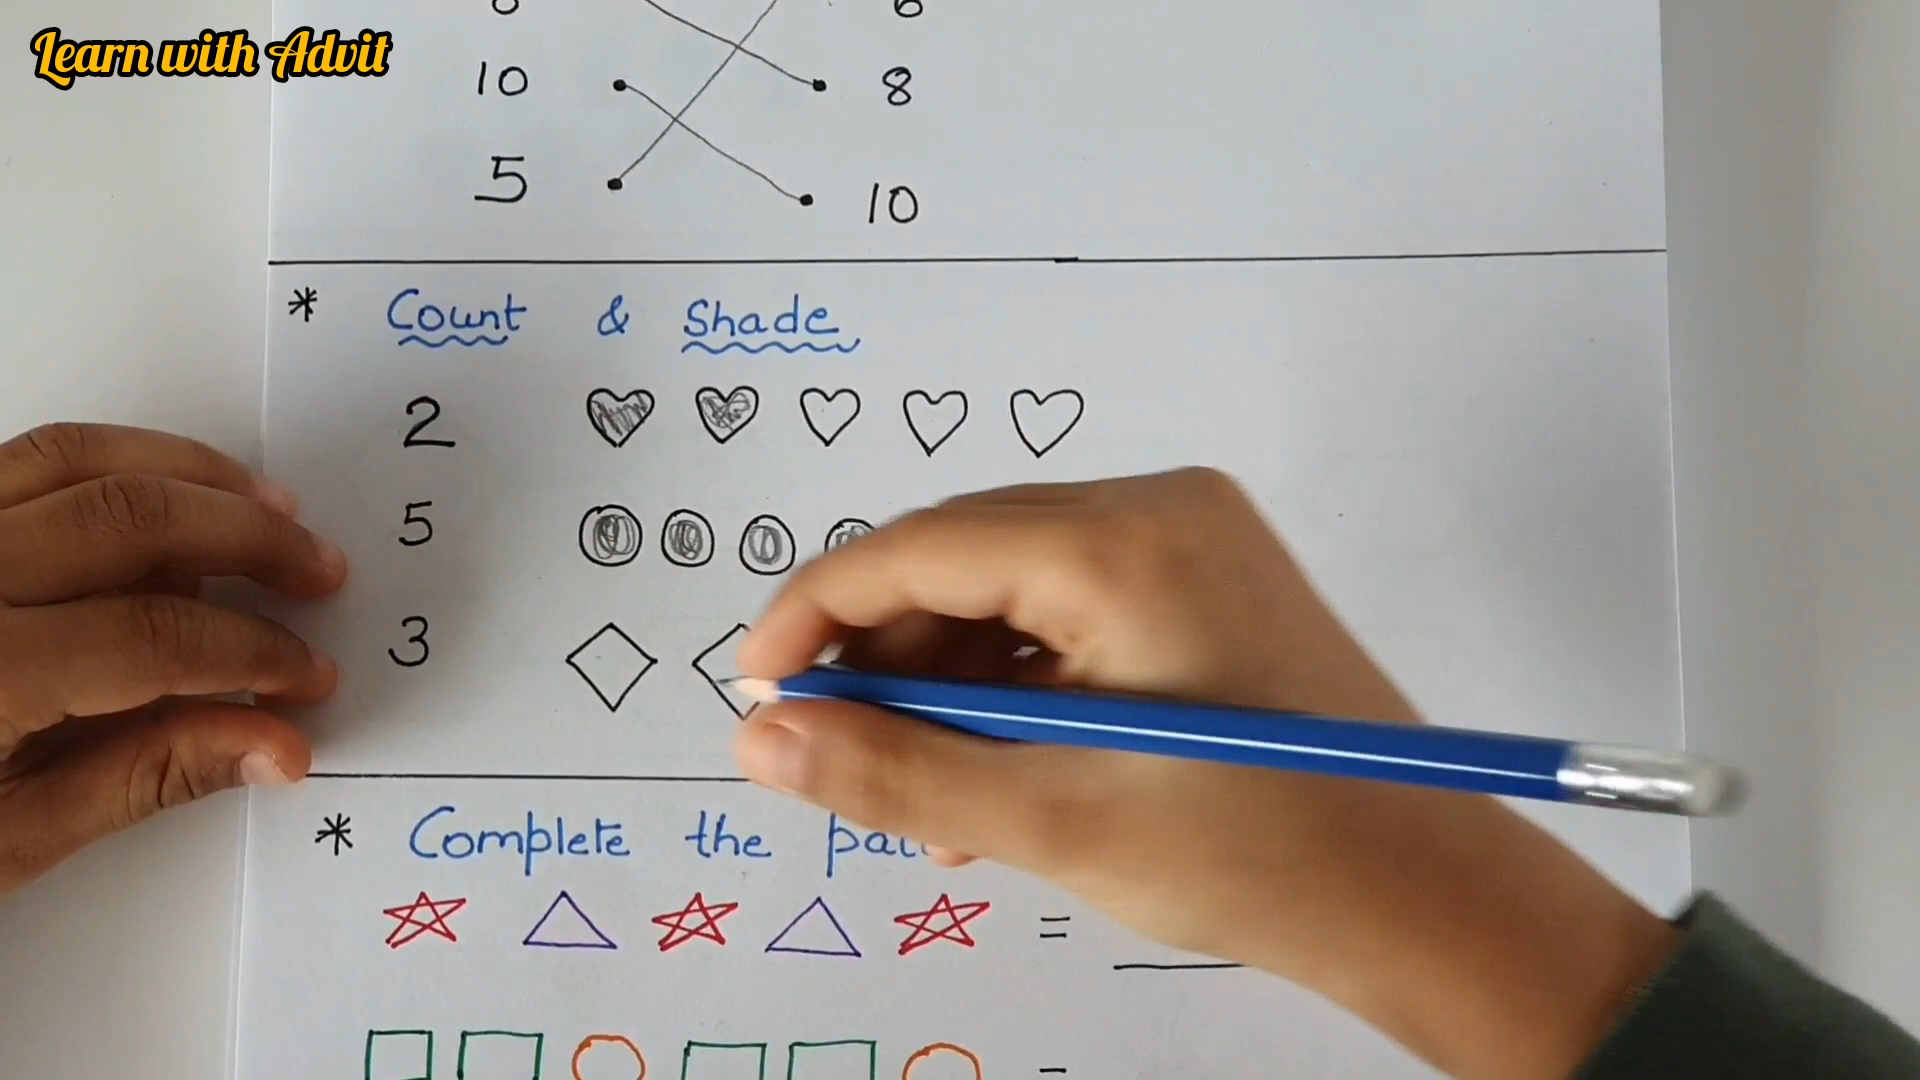 Learn with Advit
10 8
5 10
* Count & Shade
2
5
3
* Complete the
=